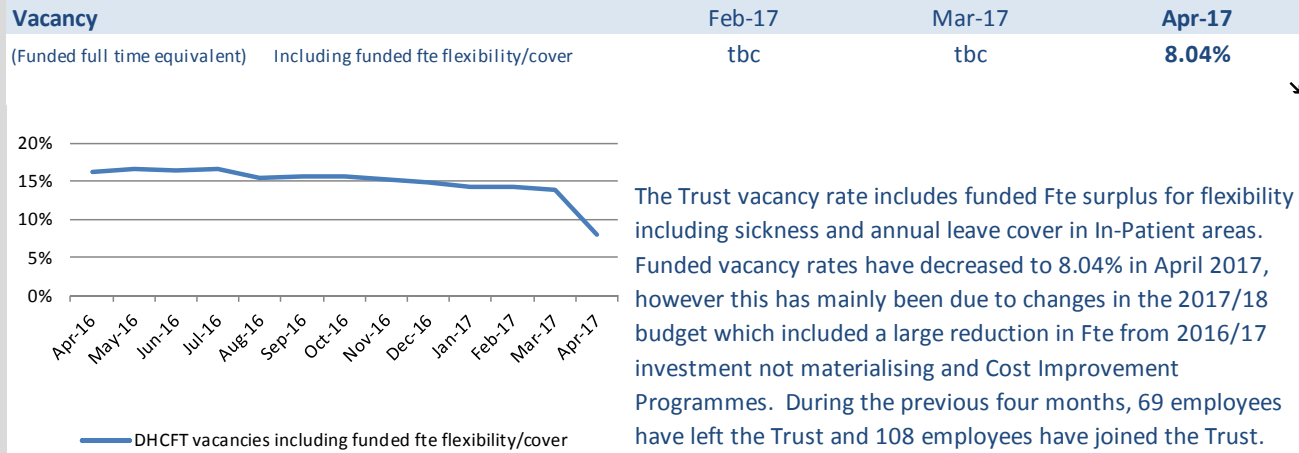 Vacancy Feb-17 Mar-17 Apr-17
(Funded full time equivalent) Including funded fte flexibility/cover tbc tbc 8.04%
20%
15%
10%
5%
0%
Apr-16 May-16 Jun-16 Jul-16 Aug-16 Sep-16 Oct-16 Nov-16 Dec-16 Jan-17 Feb-17 Mar-17 Apr-17
DHCFT vacancies including funded fte flexibility/cover
The Trust vacancy rate includes funded Fte surplus for flexibility
including sickness and annual leave cover in In-Patient areas.
Funded vacancy rates have decreased to 8.04% in April 2017,
however this has mainly been due to changes in the 2017/18
budget which included a large reduction in Fte from 2016/17
investment not materialising and Cost Improvement
Programmes.  During the previous four months, 69 employees
have left the Trust and 108 employees have joined the Trust.